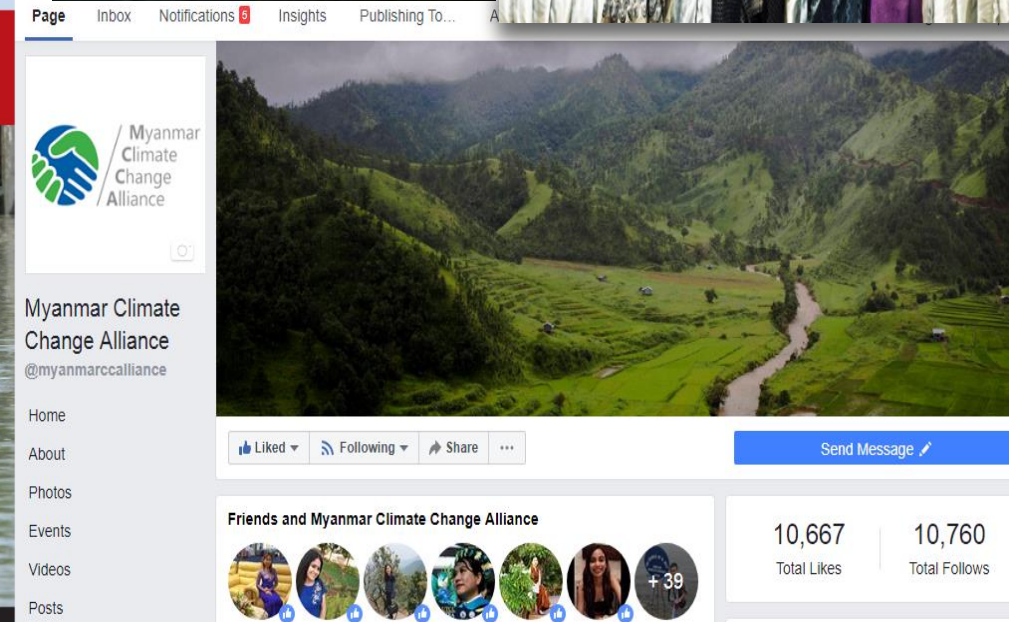 Page Inbox Notifications 5 Insights Publishing To... A
Myanmar
Climate
Change
Alliance
Myanmar Climate
Change Alliance
@myanmarccalliance
Home
About
Photos
Events
Videos
Posts
Liked Following Share ...
Send Message
Friends and Myanmar Climate Change Alliance
+ 39
10,667 10,760
Total Likes Total Follows